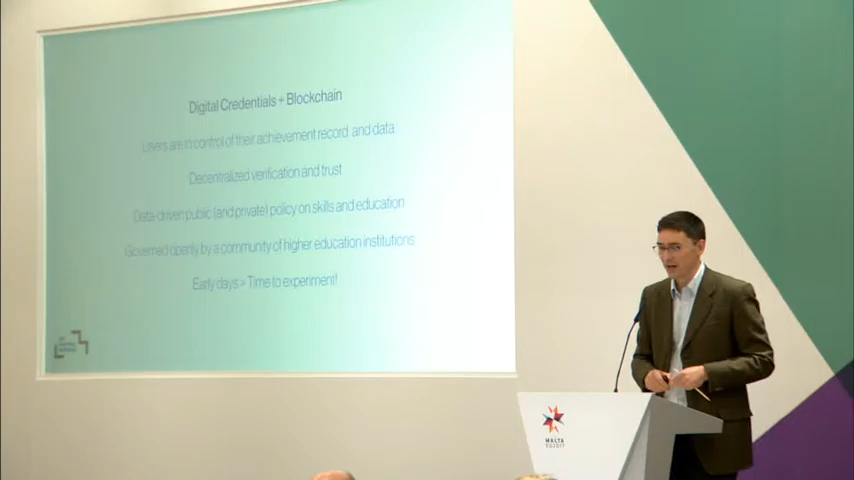 Digital Credentials + Blockchain
Users are in control of their achievement record and data
Decentralized verification and trust
Data-driven public (and private) policy on skills and education
Governed openly by a community of higher education institutions
Early days > Time to experiment!
MALTA
EU2017